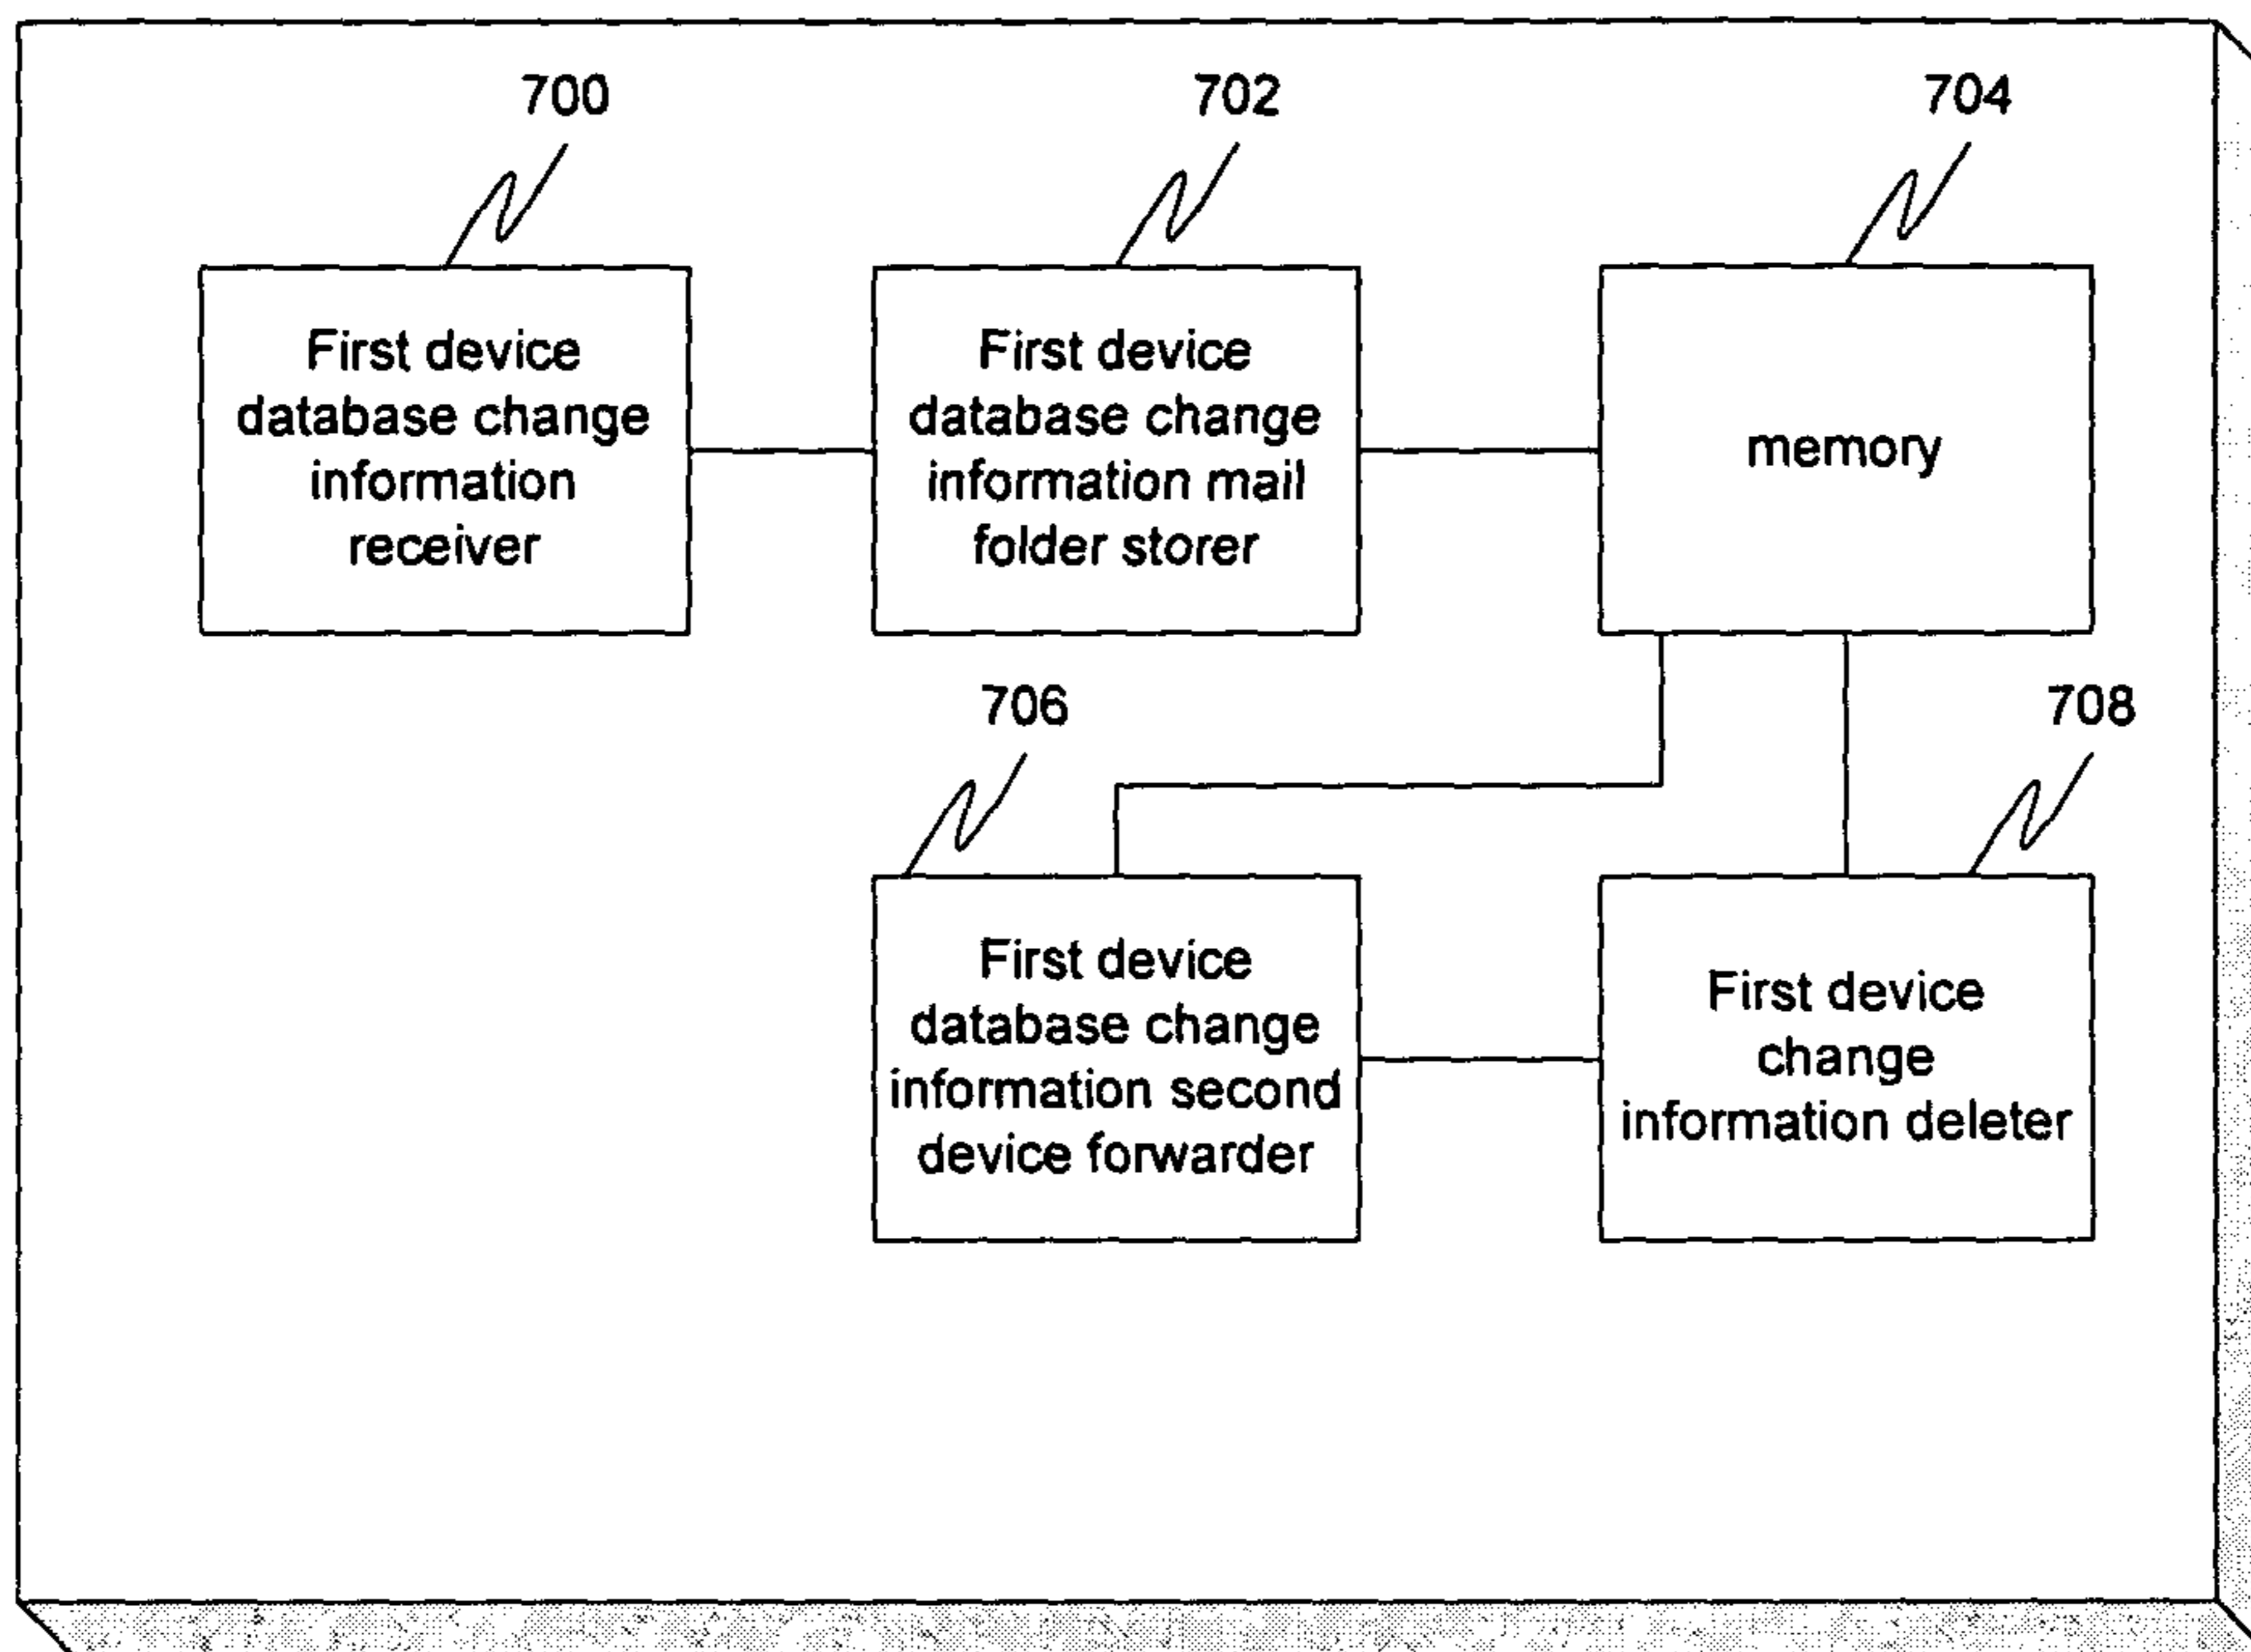 700
702
704
First device
database change
information
receiver
First device
database change
information mail
folder storer
memory
706
708
First device
database change
information second
device forwarder
First device
change
information deleter